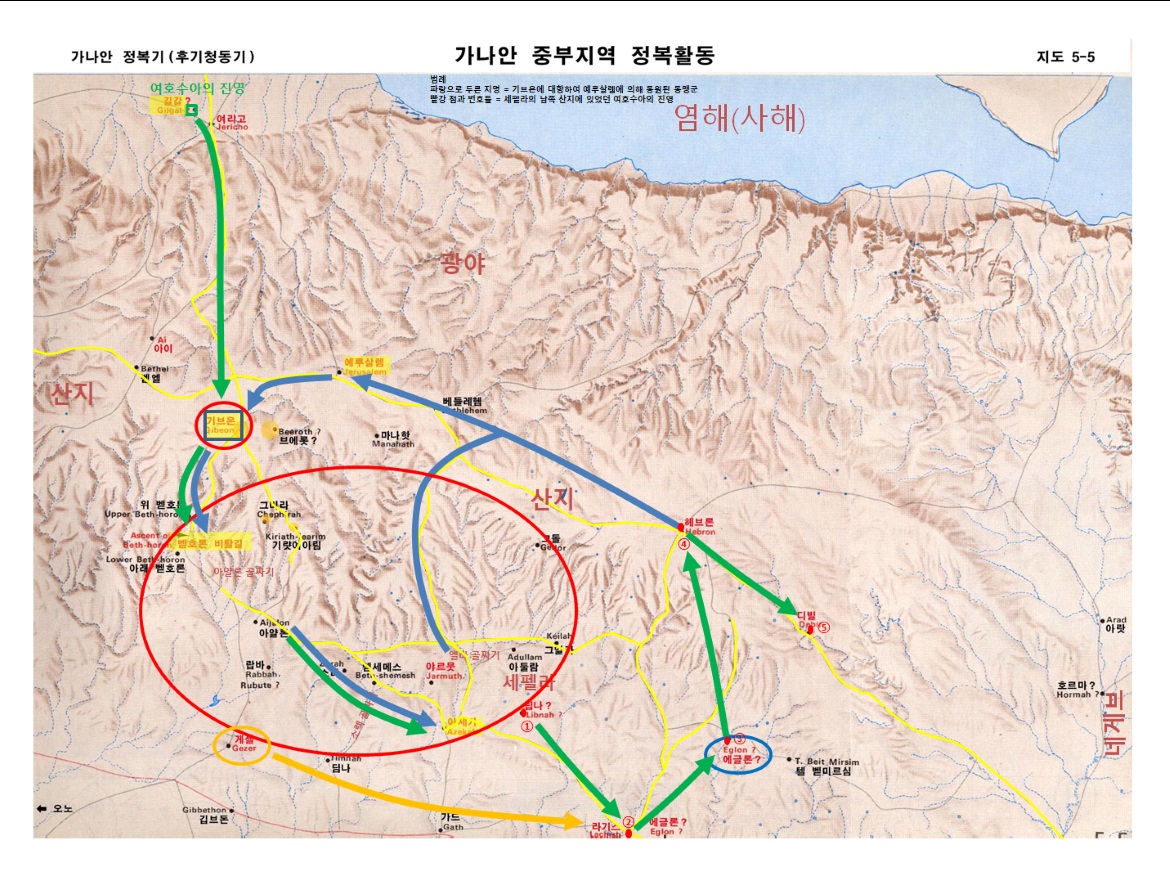 가나안 정복기(후기청동기)
가나안 중부지역 정복활동
지도 5-5
범례
파랑으로 두른 지명 = 기브온에 대항하여 예루살렘에 의해 동원된 동맹군
빨강 점과 번호들 = 세펠라의 남쪽 산지에 있었던 여호수아의 진영
여호수아의 진영
길갈 ?
Gilgal
여리고
Jericho
염해(사해)
광야
Ai
아이
Bethel
벧엘
산지
예루살렘
Jerusalem
베들레헴
기브온
Gibeon
Beeroth ?
브에롯 ?
마나핫
Manahath
산지
위 벧호론
Upper Beth-horon
그비라
Chephirah
Ascent of
Beth-horon
벧호론 비탈길
Kiriath-jearim
기럇여아림
Lower Beth-horon
아래 벧호론
아얄론 골짜기
헤브론
Hebron
④
그돌
Gedor
디빌
⑤
Arad
아랏
Aijalon
아얄론
랍바
Rabbah
Rubute ?
벧세메스
Beth-shemesh
야르뭇
Jarmuth
엘라 골짜기
Adullam
아둘람
Keilah
그일라
세펠라
호르마 ?
Hormah ?
네게브
립나 ?
Libnah ?
①
아세가
Azekah
게셀
Gezer
Timnah
딤나
③
Eglon ?
에글론 ?
T. Beit Mirsim
텔 벧미르심
오노
Gibbethon
깁브돈
가드
Gath
②
라기스
Lachish
에글론 ?
Eglon ?